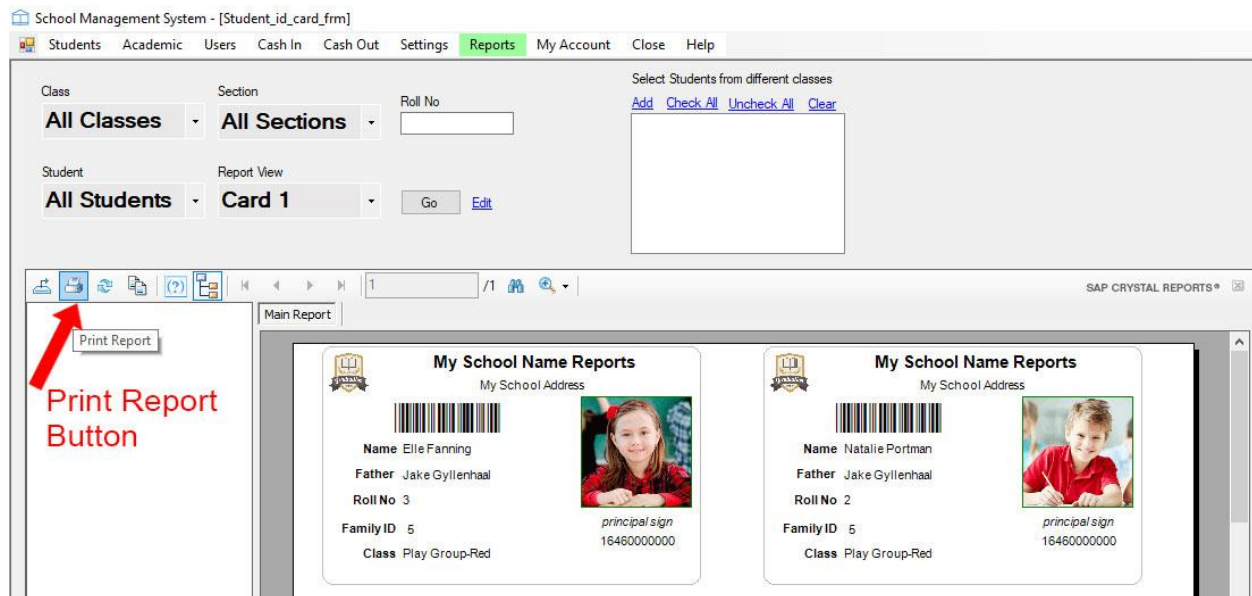 School Management System - [Student_id_card_frm]
Students Academic Users Cash In Cash Out Settings Reports My Account Close Help
Select Students from different classes
Class Section Roll No
Add Check All Uncheck All Clear
All Classes All Sections
Student Report View
All Students Card 1 Go Edit
1 /1 SAP CRYSTAL REPORTS®
Print Report
Main Report
Print Report
Button
My School Name Reports
My School Address
Name Elle Fanning
Father Jake Gyllenhaal
Roll No 3
Family ID 5
Class Play Group-Red
principal sign
16460000000
My School Name Reports
My School Address
Name Natalie Portman
Father Jake Gyllenhaal
Roll No 2
Family ID 5
Class Play Group-Red
principal sign
16460000000